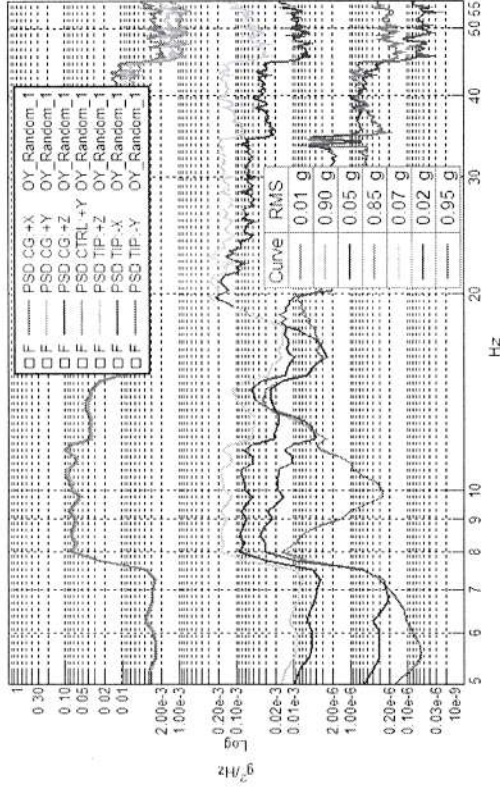 F PSD CG +X OY_Random_1
F PSD CG +Y OY_Random_1
F PSD CG +Z OY_Random_1
F PSD CTRL +Y OY_Random_1
F PSD TIP +Z OY_Random_1
F PSD TIP -X OY_Random_1
F PSD TIP -Y OY_Random_1
1
0.30
0.10
0.05
0.02
0.01
2.00e-3
1.00e-3
0.20e-3
0.10e-3
0.02e-3
0.01e-3
2.00e-6
1.00e-6
0.20e-6
0.10e-6
0.03e-6
10e-9
g²/Hz
Log
Curve RMS
0.01 g
0.90 g
0.05 g
0.85 g
0.07 g
0.02 g
0.95 g
5 6 7 8 9 10 20 30 40 50 65
Hz